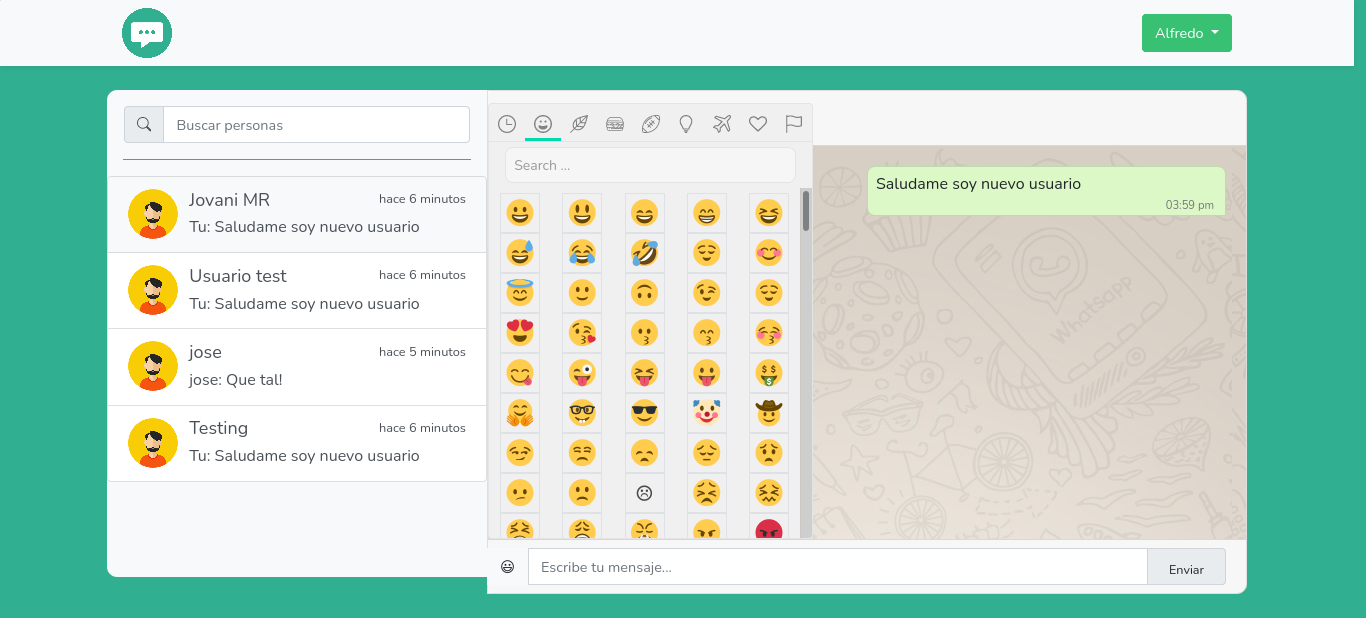 Alfredo
Buscar personas
Jovani MR
hace 6 minutos
Tu: Saludame soy nuevo usuario
Usuario test
hace 6 minutos
Tu: Saludame soy nuevo usuario
jose
hace 5 minutos
jose: Que tal!
Testing
hace 6 minutos
Tu: Saludame soy nuevo usuario
Search ...
Saludame soy nuevo usuario
03:59 pm
Whatsapp
Escribe tu mensaje...
Enviar